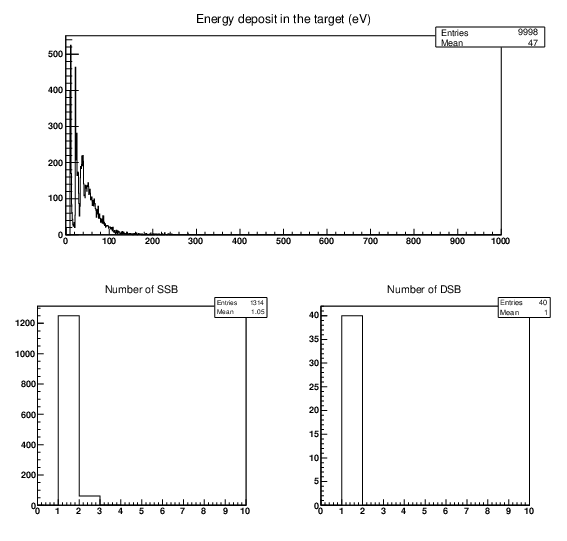 Energy deposit in the target (eV)
Entries 9998
Mean 47
500
400
300
200
100
0
0 100 200 300 400 500 600 700 800 900 1000
Number of SSB
Entries 1314
Mean 1.05
1200
1000
800
600
400
200
0
0 1 2 3 4 5 6 7 8 9 10
Number of DSB
Entries 40
Mean 1
40
35
30
25
20
15
10
5
0
0 1 2 3 4 5 6 7 8 9 10